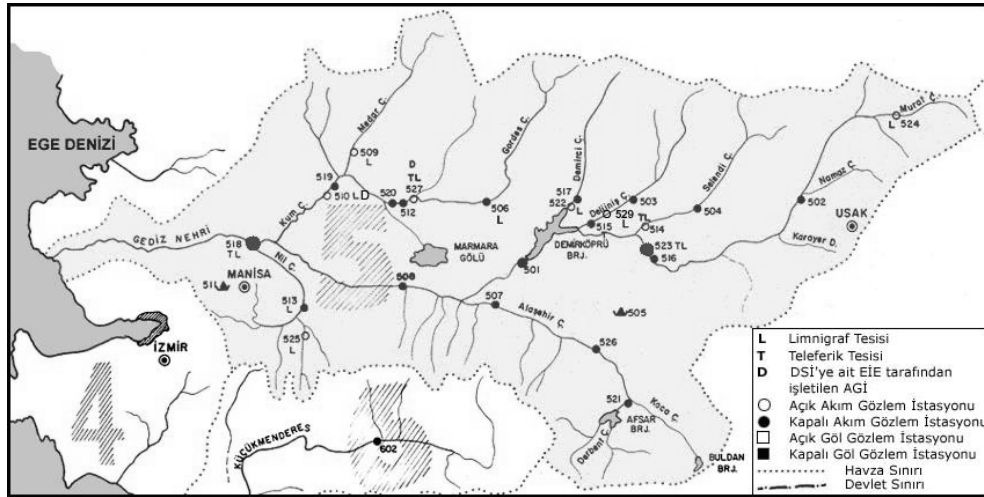 EGE DENİZİ
GEDİZ NEHRİ
518
TL
MANİSA
511
İZMİR
4
5
Kum Ç.
519
510 L D
509
L
Medar Ç.
520
512
D
TL
527
506
L
Gördes Ç.
MARMARA
GÖLÜ
508
Nif Ç.
513
L
525
L
KÜÇÜKMENDERES
602
501
507
Alaşehir Ç.
505
526
521
AFŞAR
BRJ.
Derbent Ç.
Koca Ç.
BULDAN
BRJ.
Demirci Ç.
517
522
L
Deliniş Ç.
529
L
515
DEMİRKÖPRÜ
BRJ.
503
TL
514
504
Selendi Ç.
523 TL
516
502
Namaz Ç.
Murat Ç.
L 524
UŞAK
Karayer D.
L Limnigraf Tesisi
T Teleferik Tesisi
D DSİ'ye ait EİE tarafından
işletilen AGİ
Açık Akım Gözlem İstasyonu
Kapalı Akım Gözlem İstasyonu
Açık Göl Gözlem İstasyonu
Kapalı Göl Gözlem İstasyonu
Havza Sınırı
Devlet Sınırı